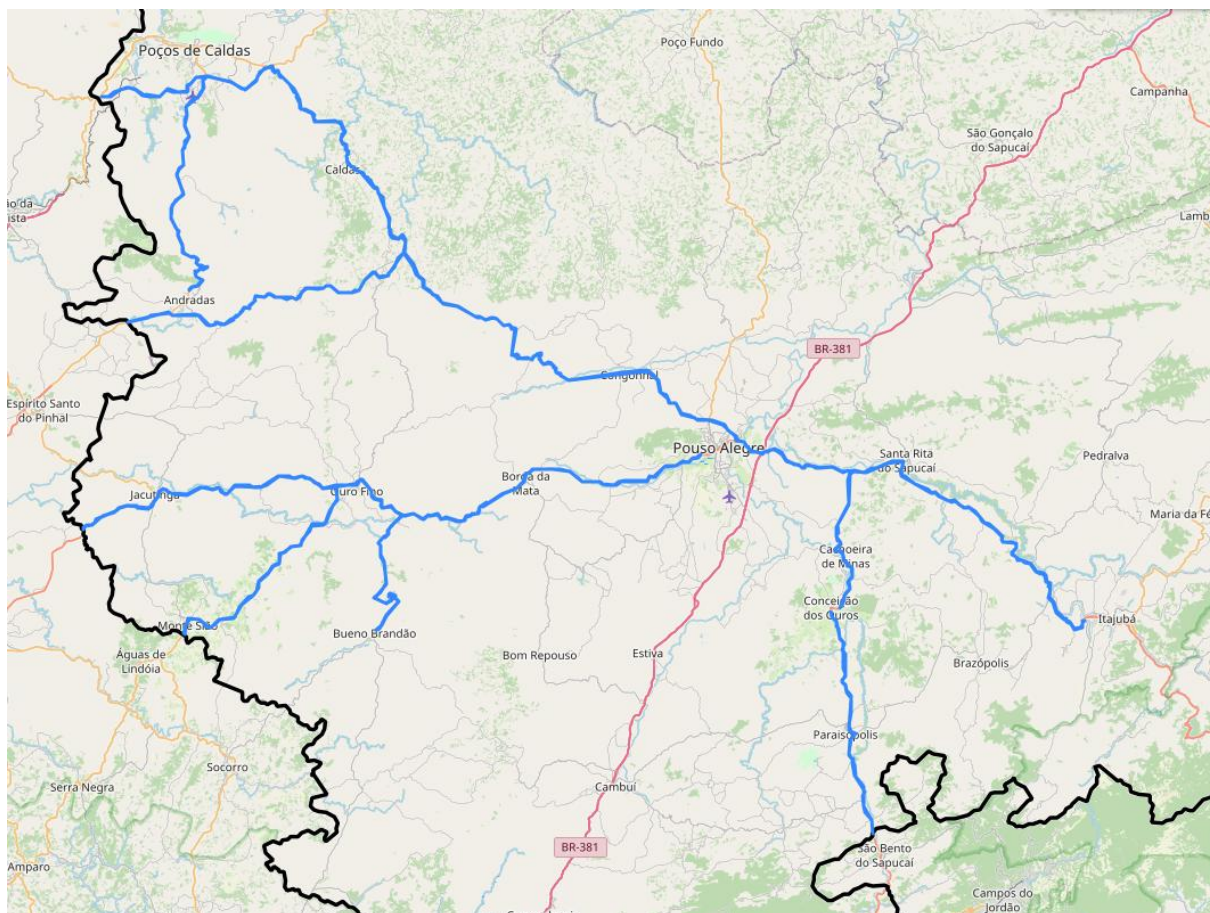 Poços de Caldas
Poço Fundo
Campanha
São Gonçalo
do Sapucaí
Caldas
ão da
ista
Lamb
Andradas
BR-381
Congonhal
Espírito Santo
do Pinhal
Pouso Alegre
Santa Rita
do Sapucaí
Pedralva
Borda da
Mata
Jacutinga
Ouro Fino
Maria da Fé
Cachoeira
de Minas
Conceição
dos Ouros
Itajubá
Monte Sião
Bueno Brandão
Águas de
Lindóia
Bom Repouso
Estiva
Brazópolis
Paraisópolis
Socorro
Serra Negra
Cambuí
BR-381
São Bento
do Sapucaí
Amparo
Campos do
Jordão